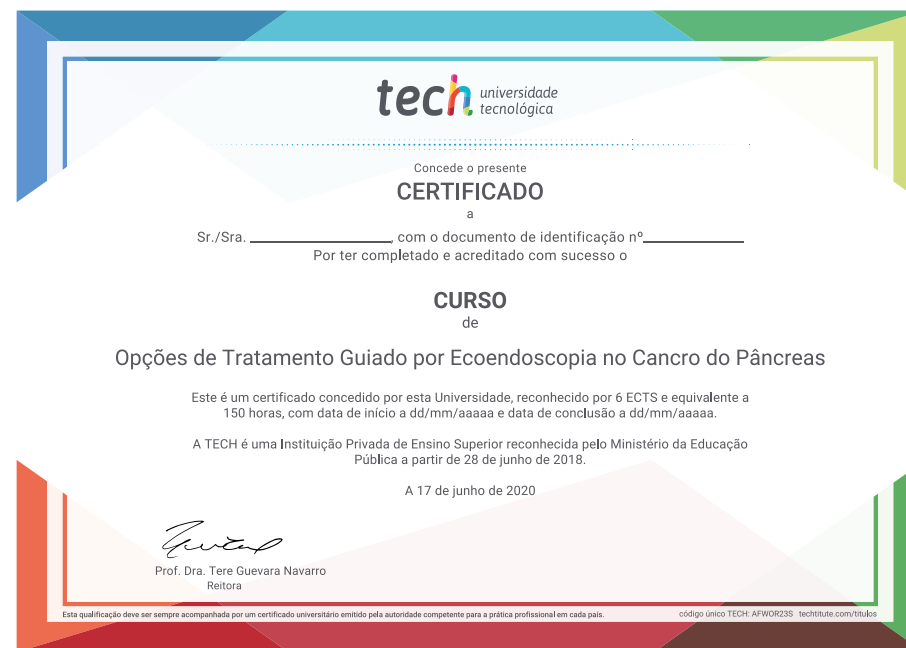 tech universidade
tecnológica
Concede o presente
CERTIFICADO
a
Sr./Sra. ____________, com o documento de identificação nº____________
Por ter completado e acreditado com sucesso o
CURSO
de
Opções de Tratamento Guiado por Ecoendoscopia no Cancro do Pâncreas
Este é um certificado concedido por esta Universidade, reconhecido por 6 ECTS e equivalente a
150 horas, com data de início a dd/mm/aaaaa e data de conclusão a dd/mm/aaaaa.
A TECH é uma Instituição Privada de Ensino Superior reconhecida pelo Ministério da Educação
Pública a partir de 28 de junho de 2018.
A 17 de junho de 2020
Prof. Dra. Tere Guevara Navarro
Reitora
Esta qualificação deve ser sempre acompanhada por um certificado universitário emitido pela autoridade competente para a prática profissional em cada país.
código único TECH: AFWOR23S techtitute.com/titulos